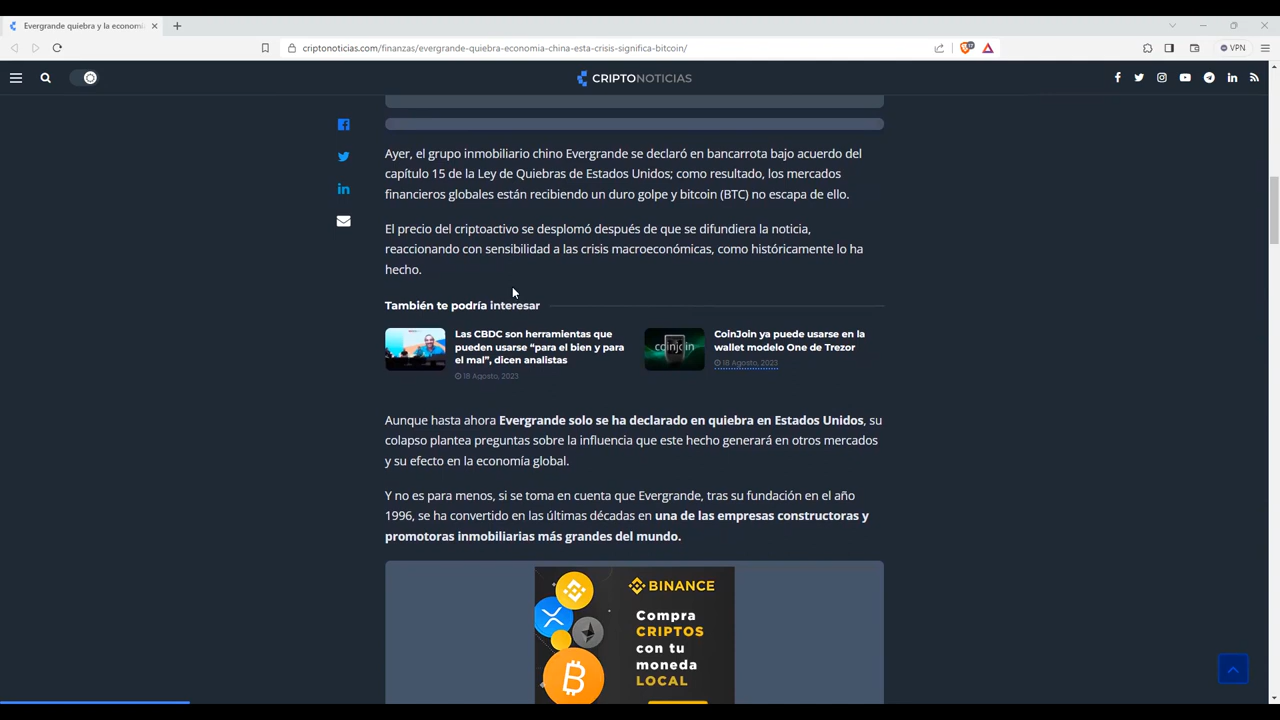 Evergrande quiebra y la economí
criptonoticias.com/finanzas/evergrande-quiebra-economia-china-esta-crisis-significa-bitcoin/
17
VPN
CRIPTONOTICIAS
Ayer, el grupo inmobiliario chino Evergrande se declaró en bancarrota bajo acuerdo del
capítulo 15 de la Ley de Quiebras de Estados Unidos; como resultado, los mercados
financieros globales están recibiendo un duro golpe y bitcoin (BTC) no escapa de ello.
El precio del criptoactivo se desplomó después de que se difundiera la noticia,
reaccionando con sensibilidad a las crisis macroeconómicas, como históricamente lo ha
hecho.
También te podría interesar
Las CBDC son herramientas que
pueden usarse “para el bien y para
el mal”, dicen analistas
18 Agosto, 2023
coinjoin
CoinJoin ya puede usarse en la
wallet modelo One de Trezor
18 Agosto, 2023
Aunque hasta ahora Evergrande solo se ha declarado en quiebra en Estados Unidos, su
colapso plantea preguntas sobre la influencia que este hecho generará en otros mercados
y su efecto en la economía global.
Y no es para menos, si se toma en cuenta que Evergrande, tras su fundación en el año
1996, se ha convertido en las últimas décadas en una de las empresas constructoras y
promotoras inmobiliarias más grandes del mundo.
BINANCE
Compra
CRIPTOS
con tu
moneda
LOCAL